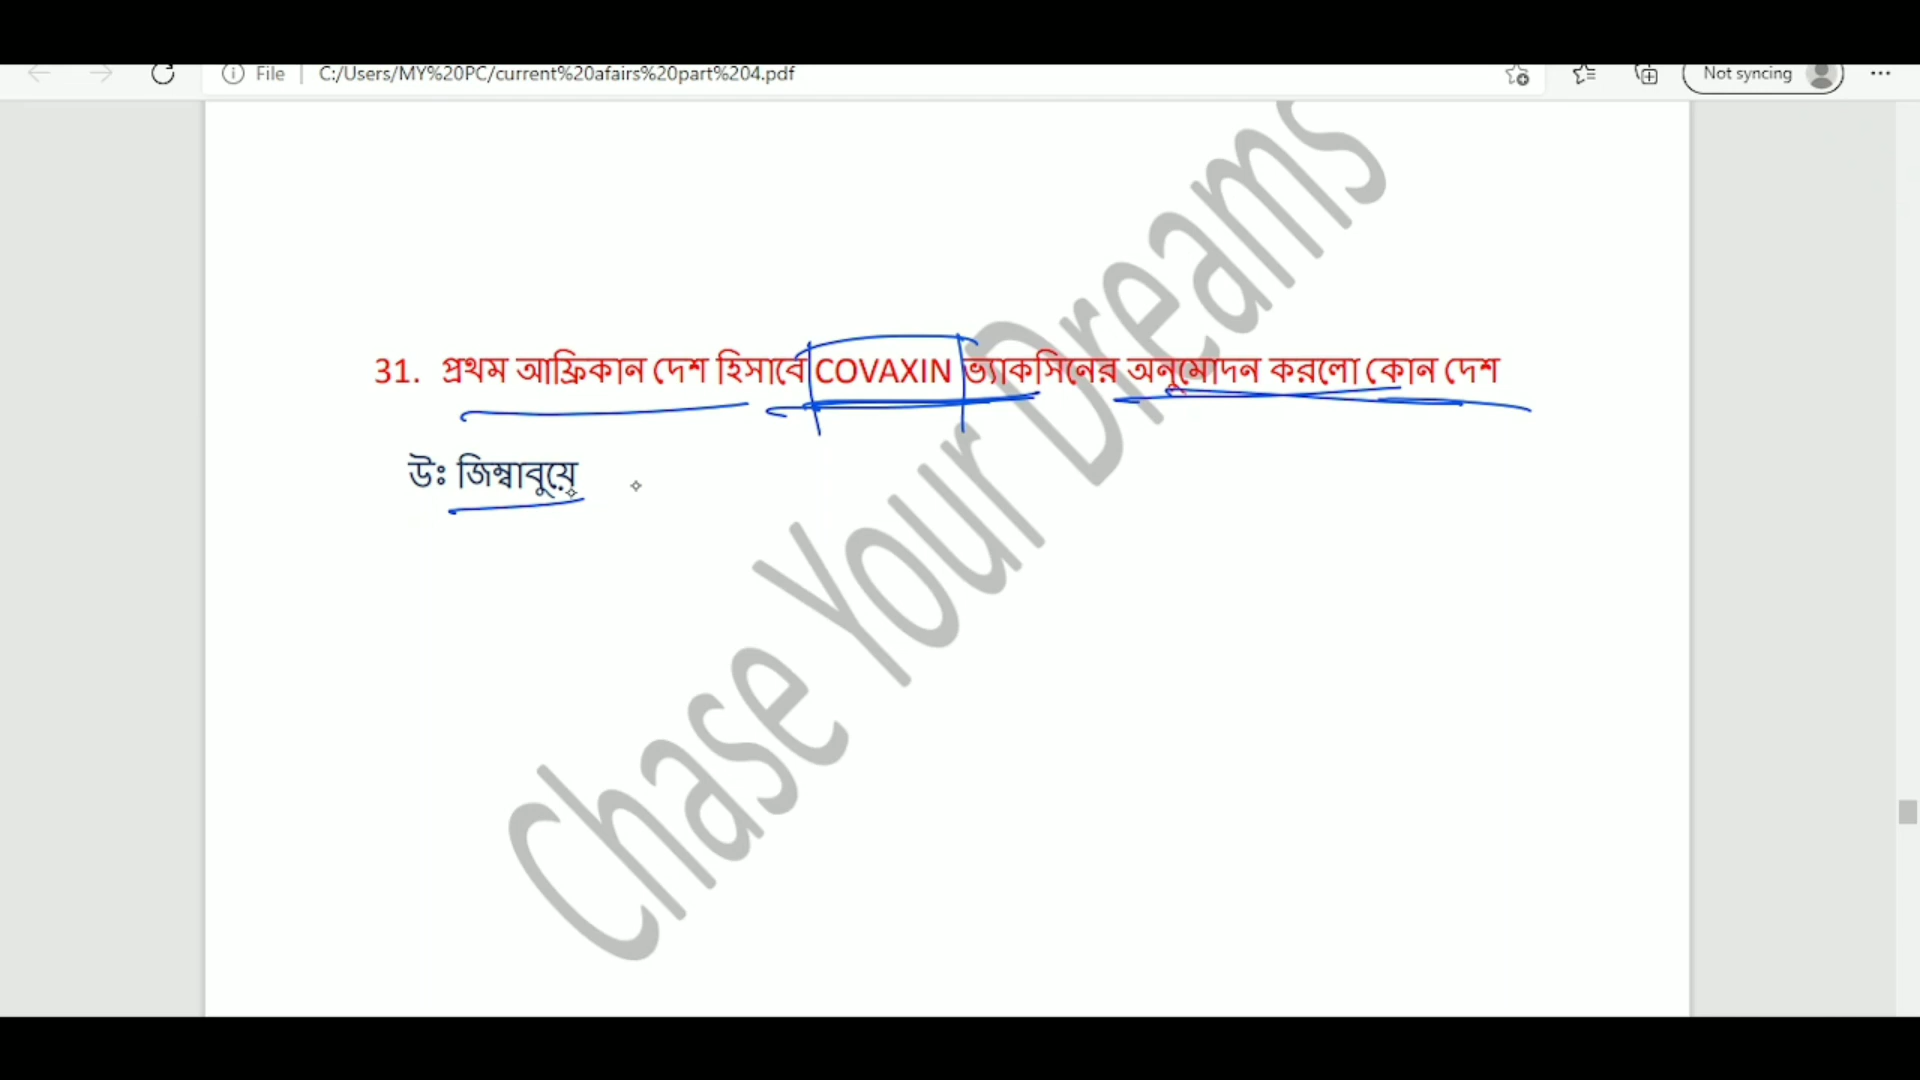 File | C:/Users/MY%20PC/current%20afairs%20part%204.pdf
Not syncing
31. প্রথম আফ্রিকান দেশ হিসাবে COVAXIN ভ্যাকসিনের অনুমোদন করলো কোন দেশ
উঃ জিম্বাবুয়ে
Chase Your Dreams